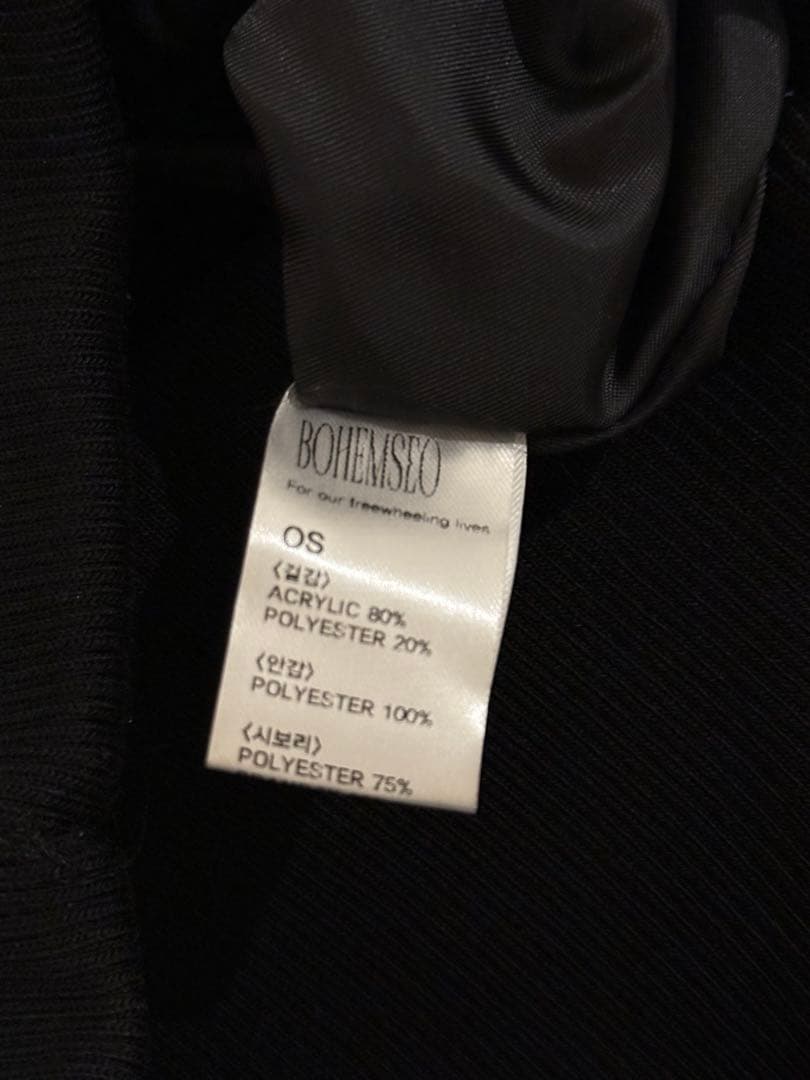 BOHEMSEO
For our freewheeling lives
OS
<겉감>
ACRYLIC 80%
POLYESTER 20%
<안감>
POLYESTER 100%
<시보리>
POLYESTER 75%